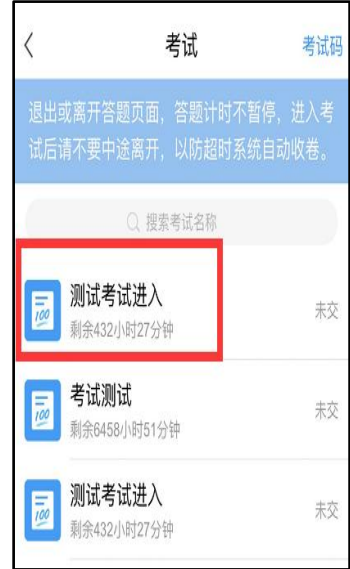 考试
考试码
退出或离开答题页面，答题计时不暂停，进入考
试后请不要中途离开，以防超时系统自动收卷。
搜索考试名称
测试考试进入
100
剩余432小时27分钟
未交
考试测试
100
剩余6458小时51分钟
未交
测试考试进入
100
剩余432小时27分钟
未交